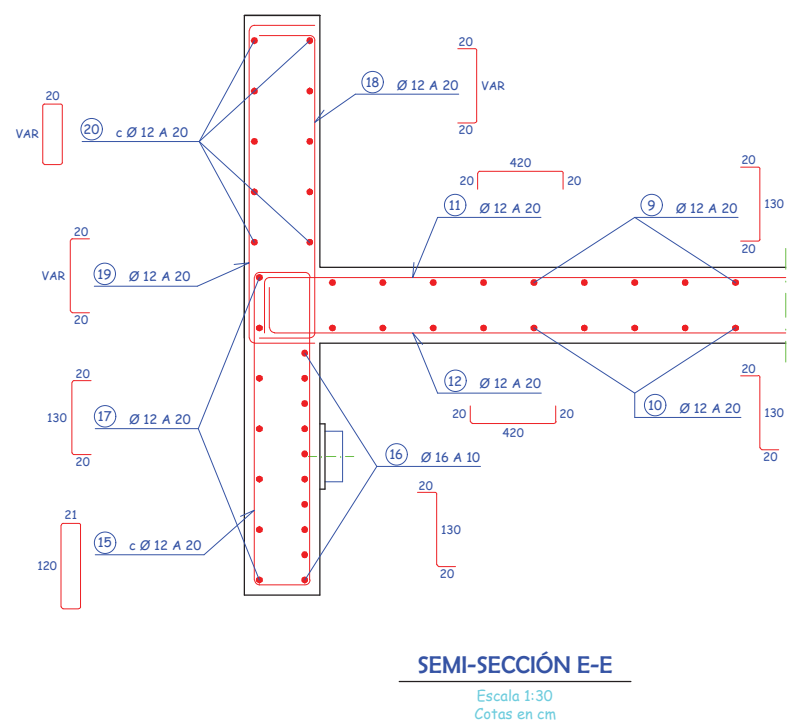 20
VAR
20 c Ø 12 A 20
18 Ø 12 A 20
20
VAR
20
420
20 20
11 Ø 12 A 20
9 Ø 12 A 20
20
130
20
20
VAR
20
19 Ø 12 A 20
12 Ø 12 A 20
20 20
420
10 Ø 12 A 20
20
130
20
20
130
20
17 Ø 12 A 20
16 Ø 16 A 10
20
130
20
21
120
15 c Ø 12 A 20
SEMI-SECCIÓN E-E
Escala 1:30
Cotas en cm